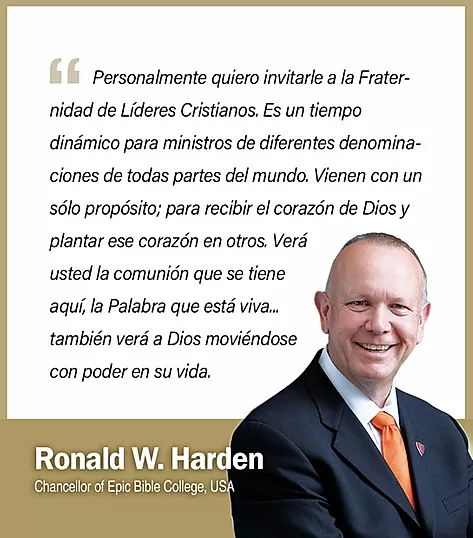 “ Personalmente quiero invitarle a la Frater-
nidad de Líderes Cristianos. Es un tiempo
dinámico para ministros de diferentes denomina-
ciones de todas partes del mundo. Vienen con un
sólo propósito; para recibir el corazón de Dios y
plantar ese corazón en otros. Verá
usted la comunión que se tiene
aquí, la Palabra que está viva...
también verá a Dios moviéndose
con poder en su vida.
Ronald W. Harden
Chancellor of Epic Bible College, USA